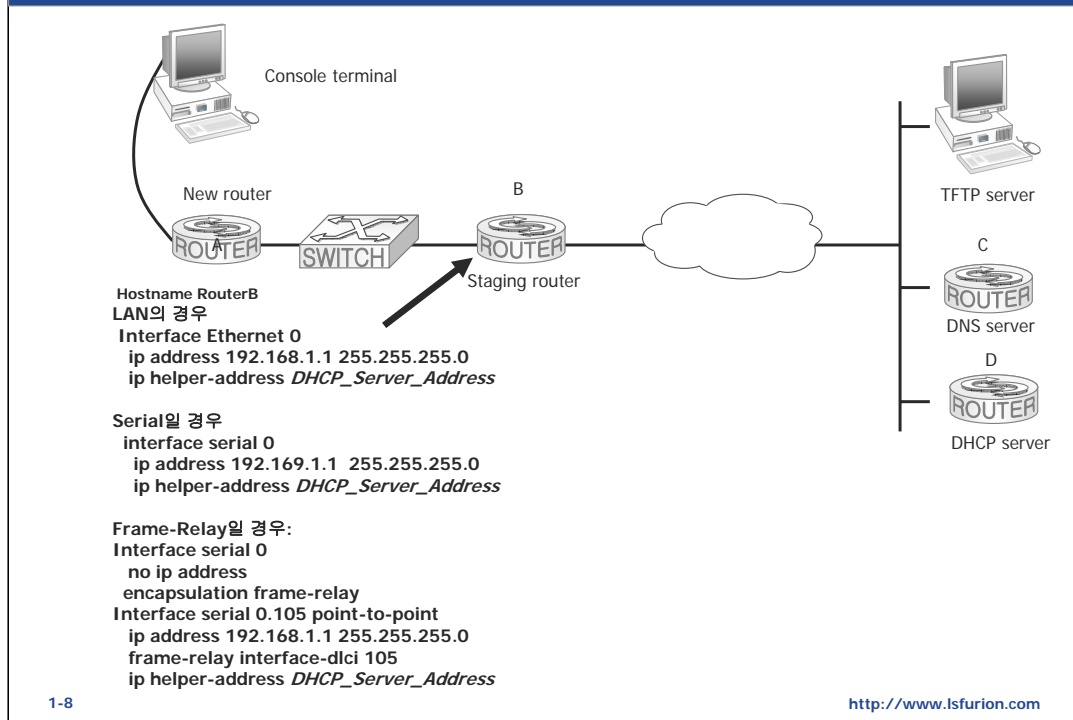 Console terminal
New router
A
ROUTER
SWITCH
B
ROUTER
Staging router
TFTP server
C
ROUTER
DNS server
D
ROUTER
DHCP server
Hostname RouterB
LAN의 경우
Interface Ethernet 0
ip address 192.168.1.1 255.255.255.0
ip helper-address DHCP_Server_Address
Serial일 경우
interface serial 0
ip address 192.169.1.1 255.255.255.0
ip helper-address DHCP_Server_Address
Frame-Relay일 경우:
Interface serial 0
no ip address
encapsulation frame-relay
Interface serial 0.105 point-to-point
ip address 192.168.1.1 255.255.255.0
frame-relay interface-dlci 105
ip helper-address DHCP_Server_Address
1-8
http://www.lsfurion.com